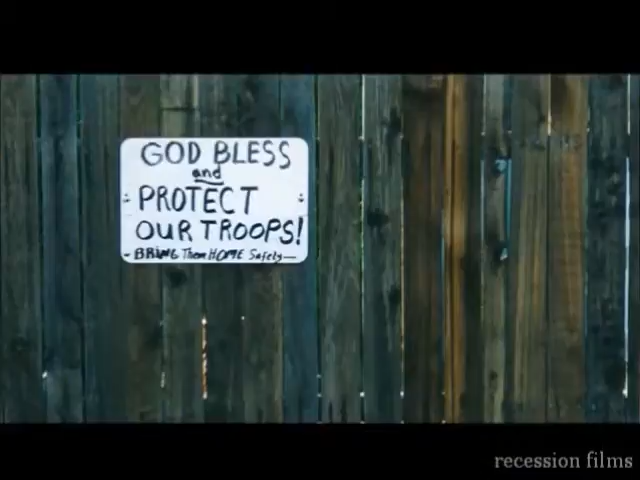 GOD BLESS
and
PROTECT
OUR TROOPS!
- BRiNG Them HOME Safely —
recession films